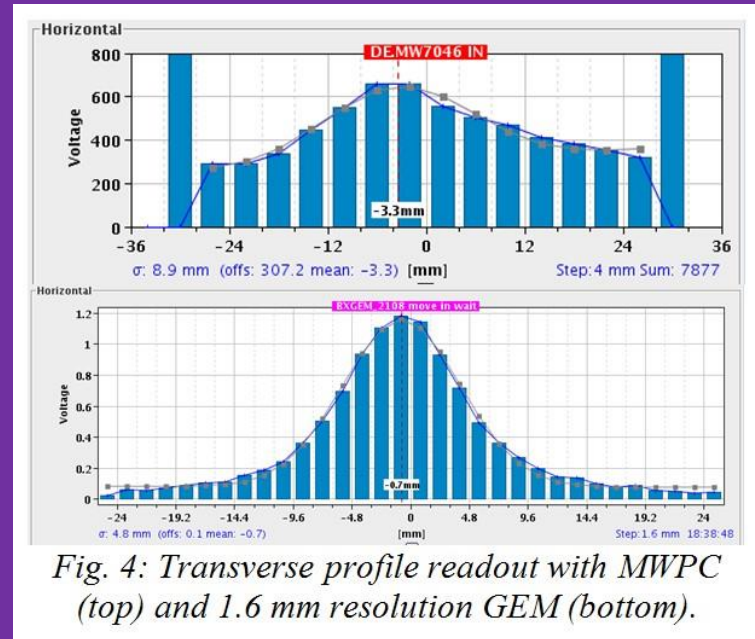 Horizontal
DE.MW7046 IN
800
600
400
200
0
Voltage
-3.3mm
-36 -24 -12 0 12 24 36
σ: 8.9 mm (offs: 307.2 mean: -3.3) [mm] Step:4 mm Sum: 7877
Horizontal
BXGEM_2108 move in wait
1.2
1
0.8
0.6
0.4
0.2
0
Voltage
-0.7mm
-24 -19.2 -14.4 -9.6 -4.8 0 4.8 9.6 14.4 19.2 24
σ: 4.8 mm (offs: 0.1 mean: -0.7) [mm] Step:1.6 mm 18:38:48
Fig. 4: Transverse profile readout with MWPC
(top) and 1.6 mm resolution GEM (bottom).